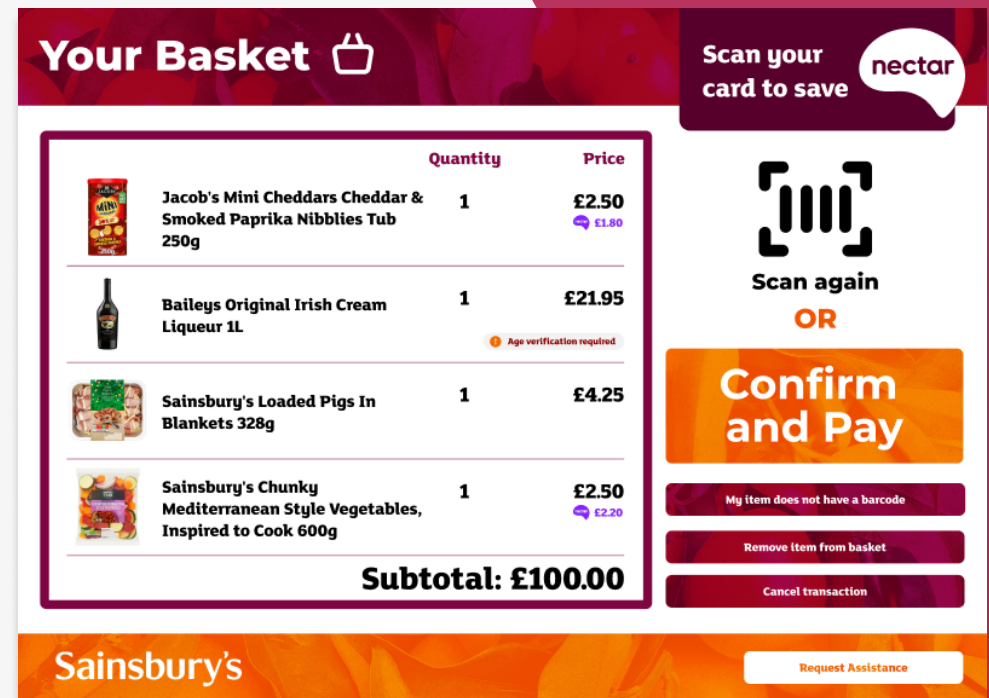 Your Basket
Scan your
card to save
nectar
Quantity Price
Jacob's Mini Cheddars Cheddar &
Smoked Paprika Nibblies Tub
250g
1 £2.50
nectar £1.80
Baileys Original Irish Cream
Liqueur 1L
1 £21.95
Age verification required
Sainsbury's Loaded Pigs In
Blankets 328g
1 £4.25
Sainsbury's Chunky
Mediterranean Style Vegetables,
Inspired to Cook 600g
1 £2.50
nectar £2.20
Subtotal: £100.00
Scan again
OR
Confirm
and Pay
My item does not have a barcode
Remove item from basket
Cancel transaction
Sainsbury's
Request Assistance